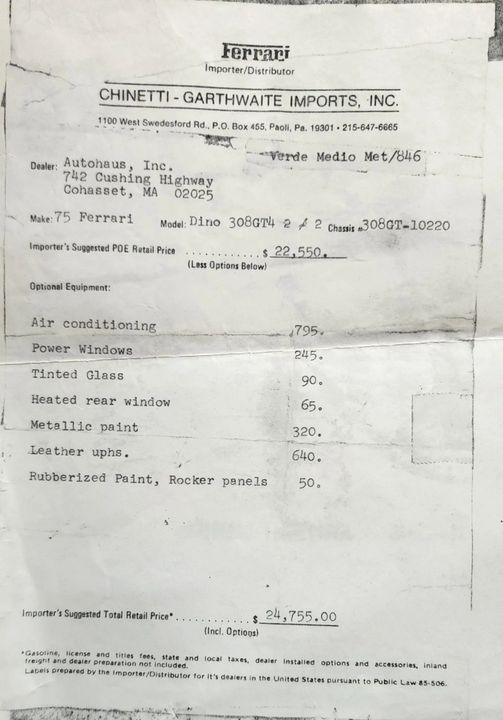 Ferrari
Importer/Distributor
CHINETTI - GARTHWAITE IMPORTS, INC.
1100 West Swedesford Rd., P.O. Box 455, Paoli, Pa. 19301 • 215-647-6665
Verde Medio Met/846
Dealer: Autohaus, Inc.
742 Cushing Highway
Cohasset, MA 02025
Make: 75 Ferrari Model: Dino 308GT4 2 / 2 Chassis #308GT-10220
Importer's Suggested POE Retail Price ............ $ 22,550.
(Less Options Below)
Optional Equipment:
Air conditioning 795.
Power Windows 245.
Tinted Glass 90.
Heated rear window 65.
Metallic paint 320.
Leather uphs. 640.
Rubberized Paint, Rocker panels 50.
Importer's Suggested Total Retail Price* ............ $ 24,755.00
(Incl. Options)
*Gasoline, license and titles fees, state and local taxes, dealer installed options and accessories, inland
freight and dealer preparation not included.
Labels prepared by the Importer/Distributor for it's dealers in the United States pursuant to Public Law 85-506.